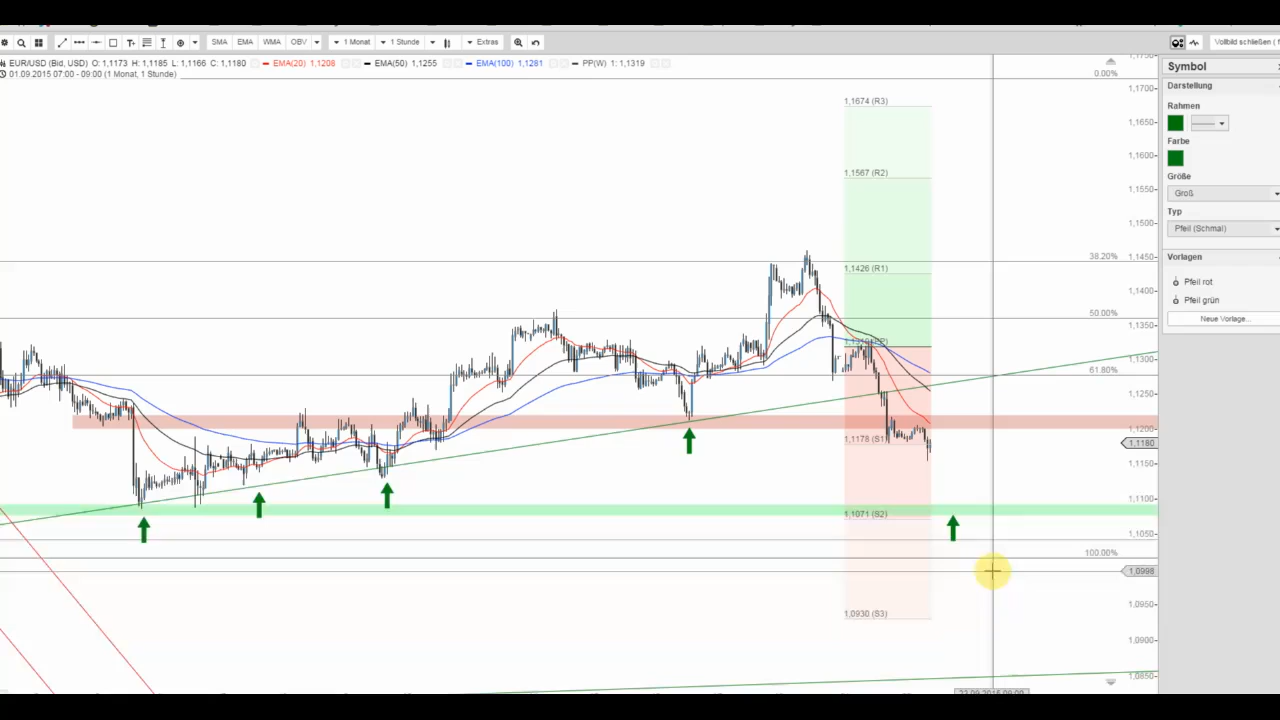 SMA EMA WMA OBV 1 Monat 1 Stunde Extras Vollbild schließen (
EUR/USD (Bid, USD) O: 1,1173 H: 1,1185 L: 1,1166 C: 1,1180 EMA(20) 1,1208 EMA(50) 1,1255 EMA(100) 1,1281 PP(W) 1: 1,1319
01.09.2015 07:00 - 09:00 (1 Monat, 1 Stunde)
Symbol
Darstellung
Rahmen
Farbe
Größe
Groß
Typ
Pfeil (Schmal)
Vorlagen
Pfeil rot
Pfeil grün
Neue Vorlage...
0.00%
1,1700
1,1674 (R3)
1,1650
1,1600
1,1567 (R2)
1,1550
1,1500
38.20%
1,1450
1,1426 (R1)
1,1400
50.00%
1,1350
1,1300
61.80%
1,1250
1,1200
1,1178 (S1)
1,1180
1,1150
1,1100
1,1071 (S2)
1,1050
100.00%
1,0998
1,0950
1,0930 (S3)
1,0900
1,0850